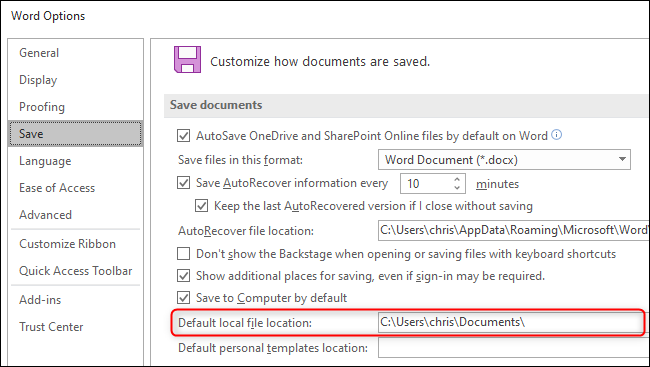 Word Options
General
Display
Proofing
Save
Language
Ease of Access
Advanced
Customize Ribbon
Quick Access Toolbar
Add-ins
Trust Center
Customize how documents are saved.
Save documents
AutoSave OneDrive and SharePoint Online files by default on Word
Save files in this format: Word Document (*.docx)
Save AutoRecover information every 10 minutes
Keep the last AutoRecovered version if I close without saving
AutoRecover file location: C:\Users\chris\AppData\Roaming\Microsoft\Word\
Don't show the Backstage when opening or saving files with keyboard shortcuts
Show additional places for saving, even if sign-in may be required.
Save to Computer by default
Default local file location: C:\Users\chris\Documents\
Default personal templates location: